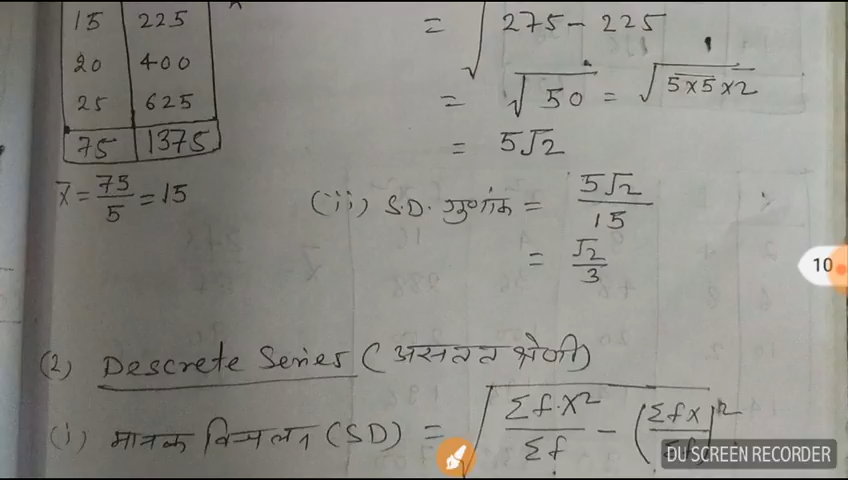 15 225
20 400
25 625
75 1375
x̄ = 75/5 = 15
= √275 - 225
= √50 = √5×5×2
= 5√2
(ii) S.D. गुणांक = 5√2/15
= √2/3
(2) Descrete Series (असतत श्रेणी)
(i) मानक विचलन (SD) = √Σf·x²/Σf - (Σfx/Σf)²
10
DU SCREEN RECORDER